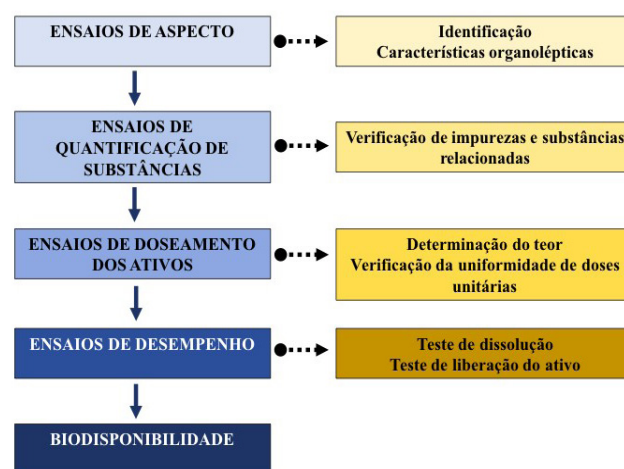 ENSAIOS DE ASPECTO
Identificação
Características organolépticas
ENSAIOS DE
QUANTIFICAÇÃO DE
SUBSTÂNCIAS
Verificação de impurezas e substâncias
relacionadas
ENSAIOS DE DOSEAMENTO
DOS ATIVOS
Determinação do teor
Verificação da uniformidade de doses
unitárias
ENSAIOS DE DESEMPENHO
Teste de dissolução
Teste de liberação do ativo
BIODISPONIBILIDADE